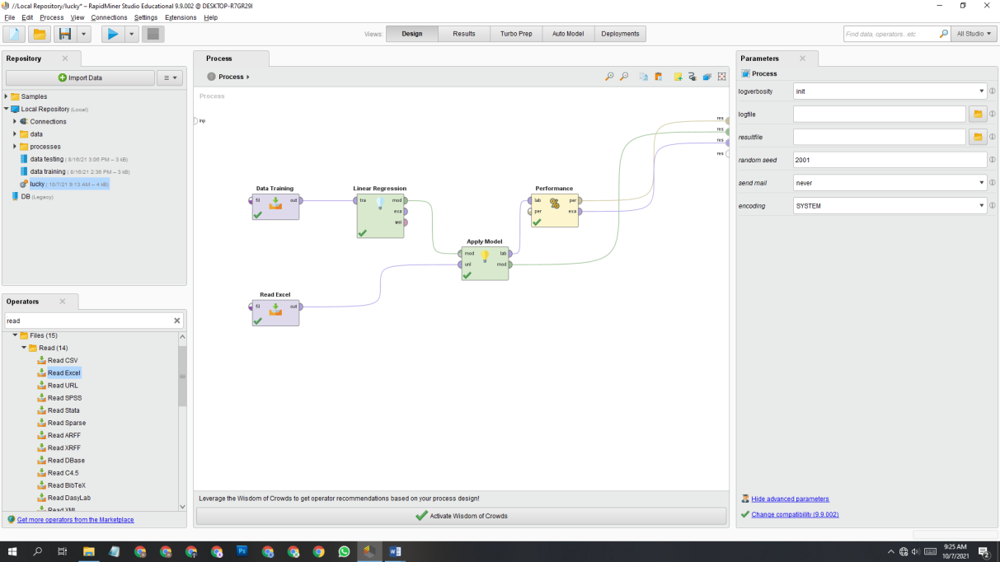 //Local Repository/lucky* – RapidMiner Studio Educational 9.9.002 @ DESKTOP-R7GR29I
File Edit Process View Connections Settings Extensions Help
Views: Design Results Turbo Prep Auto Model Deployments
Find data, operators...etc
All Studio
Repository
Import Data
Samples
Local Repository (Local)
Connections
data
processes
data testing ( 8/16/21 3:06 PM – 3 kB)
data training ( 8/16/21 2:36 PM – 3 kB)
lucky ( 10/7/21 9:13 AM – 4 kB)
DB (Legacy)
Operators
read
Files (15)
Read (14)
Read CSV
Read Excel
Read URL
Read SPSS
Read Stata
Read Sparse
Read ARFF
Read XRFF
Read DBase
Read C4.5
Read BibTeX
Read DasyLab
Read XML
Get more operators from the Marketplace
Process
Process
Process
inp
res
res
res
res
Data Training
fil out
Linear Regression
tra mod
exa
wei
Performance
lab per
per exa
Apply Model
mod lab
unl mod
Read Excel
fil out
Leverage the Wisdom of Crowds to get operator recommendations based on your process design!
Activate Wisdom of Crowds
Parameters
Process
logverbosity init
logfile
resultfile
random seed 2001
send mail never
encoding SYSTEM
Hide advanced parameters
Change compatibility (9.9.002)
Ps
W
9:25 AM
10/7/2021
2